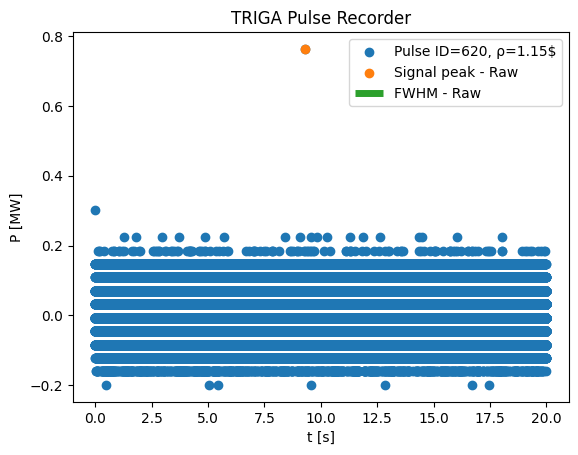 TRIGA Pulse Recorder
Pulse ID=620, ρ=1.15$
Signal peak - Raw
FWHM - Raw
P [MW]
0.8
0.6
0.4
0.2
0.0
−0.2
0.0 2.5 5.0 7.5 10.0 12.5 15.0 17.5 20.0
t [s]